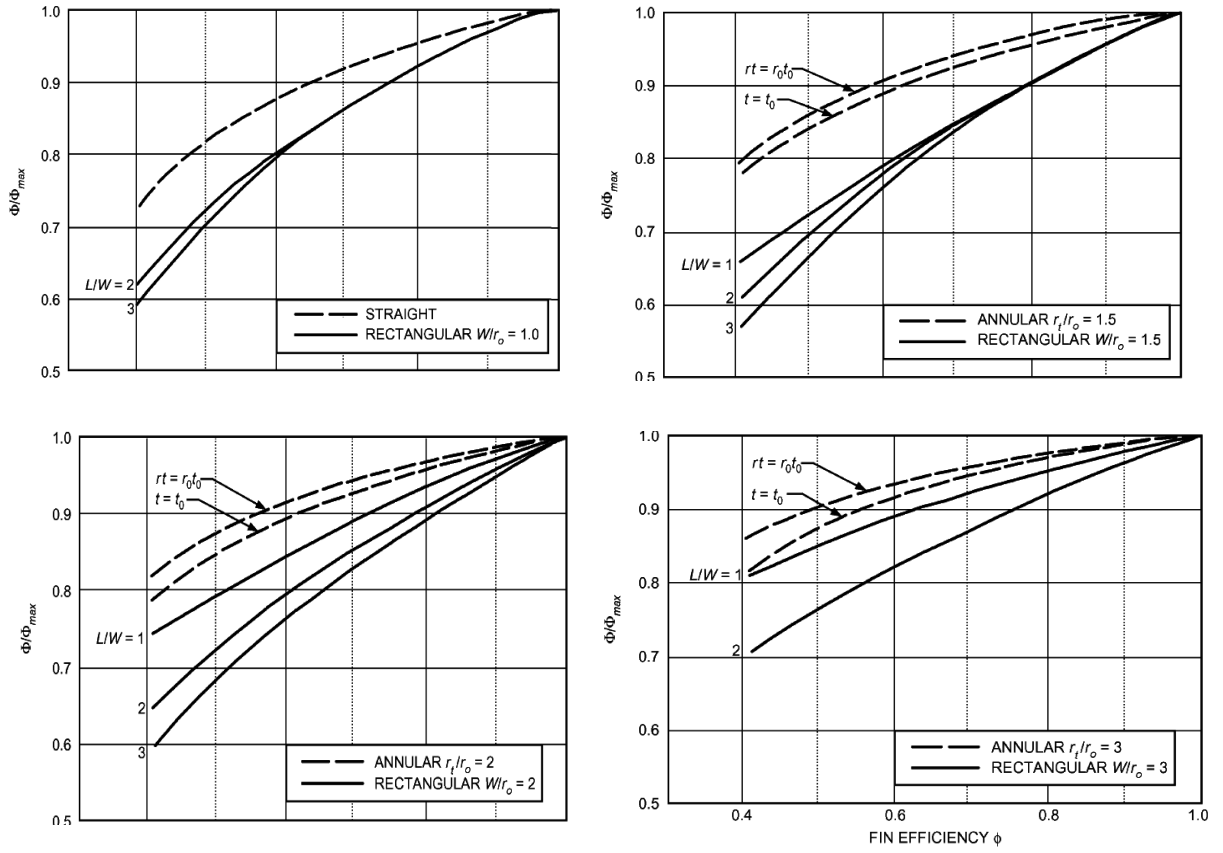 1.0
0.9
0.8
0.7
0.6
0.5
Φ/Φmax
L/W = 2
3
STRAIGHT
RECTANGULAR W/ro = 1.0
1.0
0.9
0.8
0.7
0.6
0.5
Φ/Φmax
rt = r0t0
t = t0
L/W = 1
2
3
ANNULAR rt/ro = 1.5
RECTANGULAR W/ro = 1.5
1.0
0.9
0.8
0.7
0.6
0.5
Φ/Φmax
rt = r0t0
t = t0
L/W = 1
2
3
ANNULAR rt/ro = 2
RECTANGULAR W/ro = 2
1.0
0.9
0.8
0.7
0.6
0.5
Φ/Φmax
rt = r0t0
t = t0
L/W = 1
2
ANNULAR rt/ro = 3
RECTANGULAR W/ro = 3
0.4 0.6 0.8 1.0
FIN EFFICIENCY ϕ